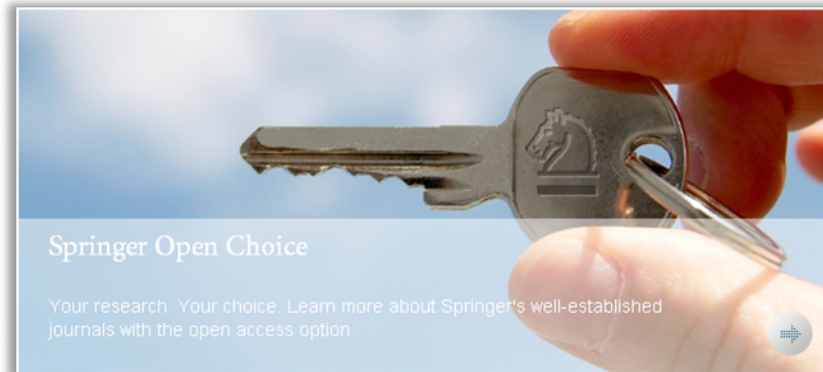 Springer Open Choice
Your research. Your choice. Learn more about Springer's well-established
journals with the open access option